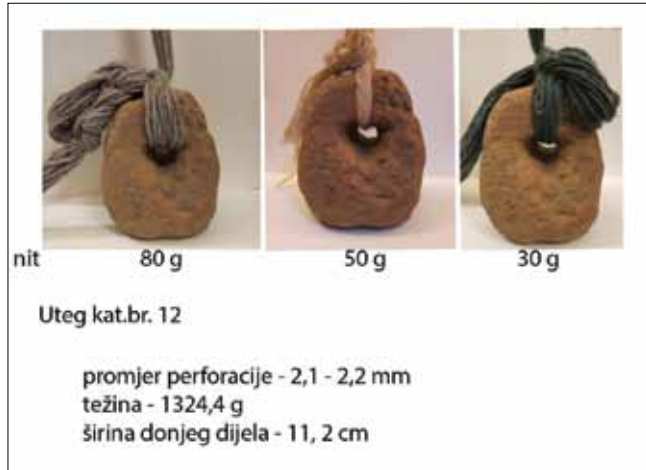 nit 80 g 50 g 30 g
Uteg kat.br. 12
promjer perforacije - 2,1 - 2,2 mm
težina - 1324,4 g
širina donjeg dijela - 11, 2 cm